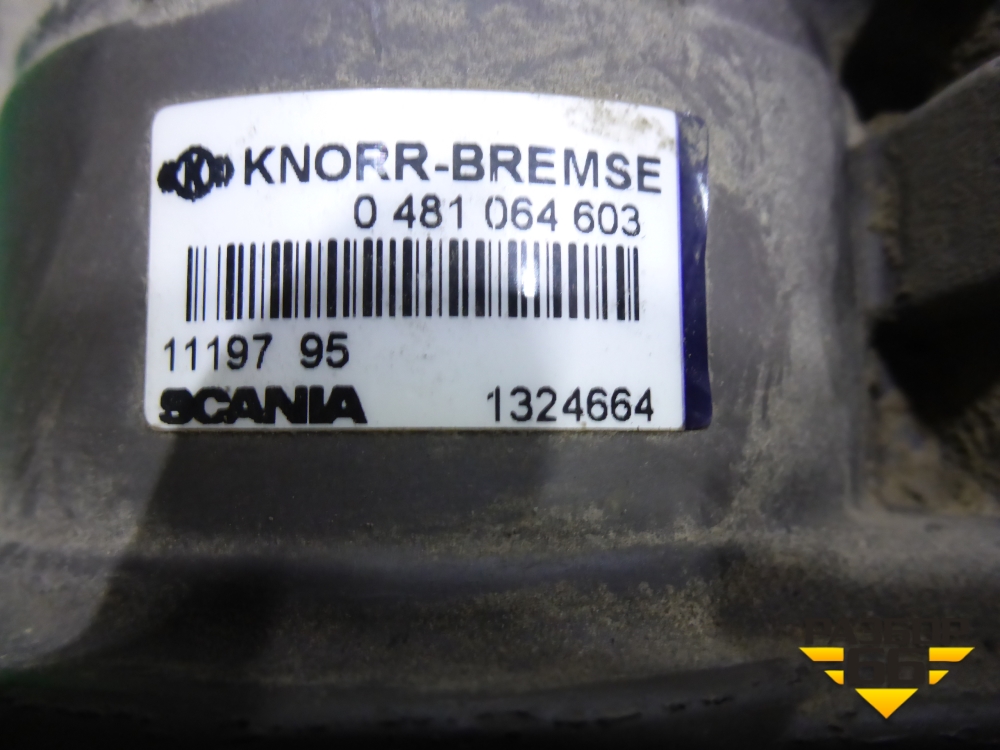 KNORR-BREMSE
0 481 064 603
11197 95
SCANIA 1324664